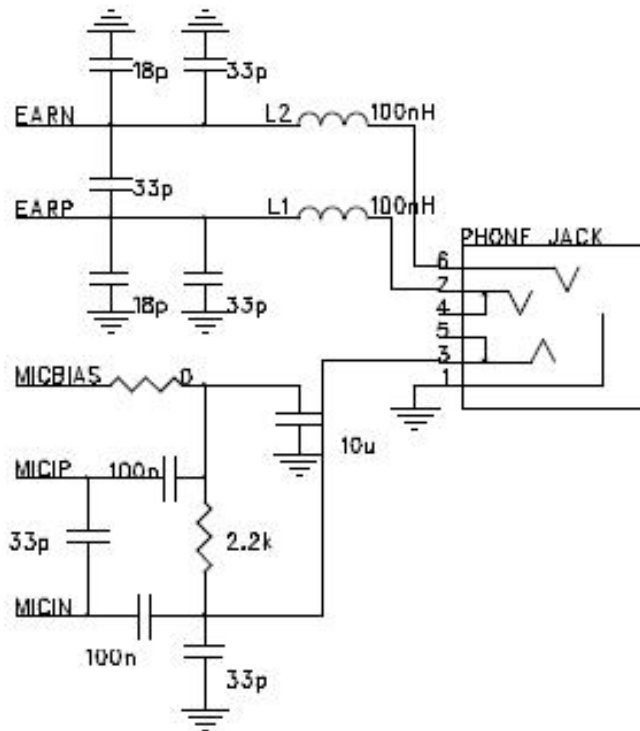 18p 33p
EARN L2 100nH
33p
EARP L1 100nH
PHONE JACK
6
7
18p 33p 4
5
MICBIAS 0 3
1
10u
MICIP 100n
33p 2.2k
MICIN
100n 33p